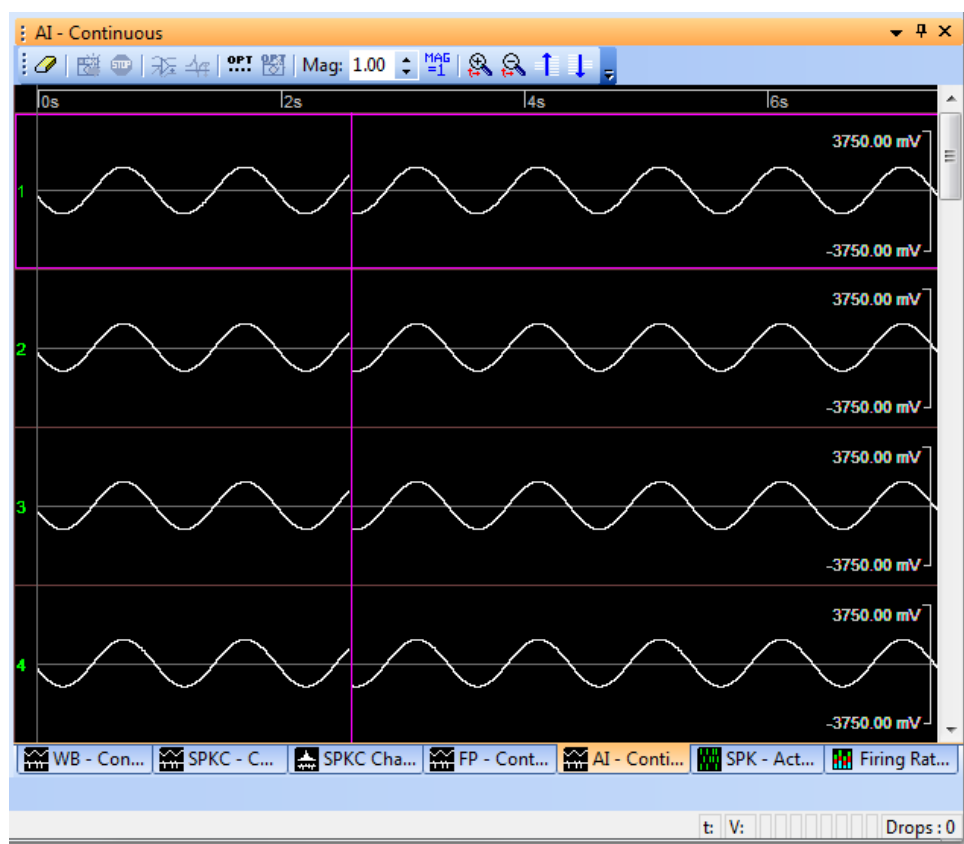 AI - Continuous
STOP OPT OPT Mag: 1.00 MAG =1
0s 2s 4s 6s
3750.00 mV
1
-3750.00 mV
3750.00 mV
2
-3750.00 mV
3750.00 mV
3
-3750.00 mV
3750.00 mV
4
-3750.00 mV
WB - Con... SPKC - C... SPKC Cha... FP - Cont... AI - Conti... SPK - Act... Firing Rat...
t: V: Drops : 0